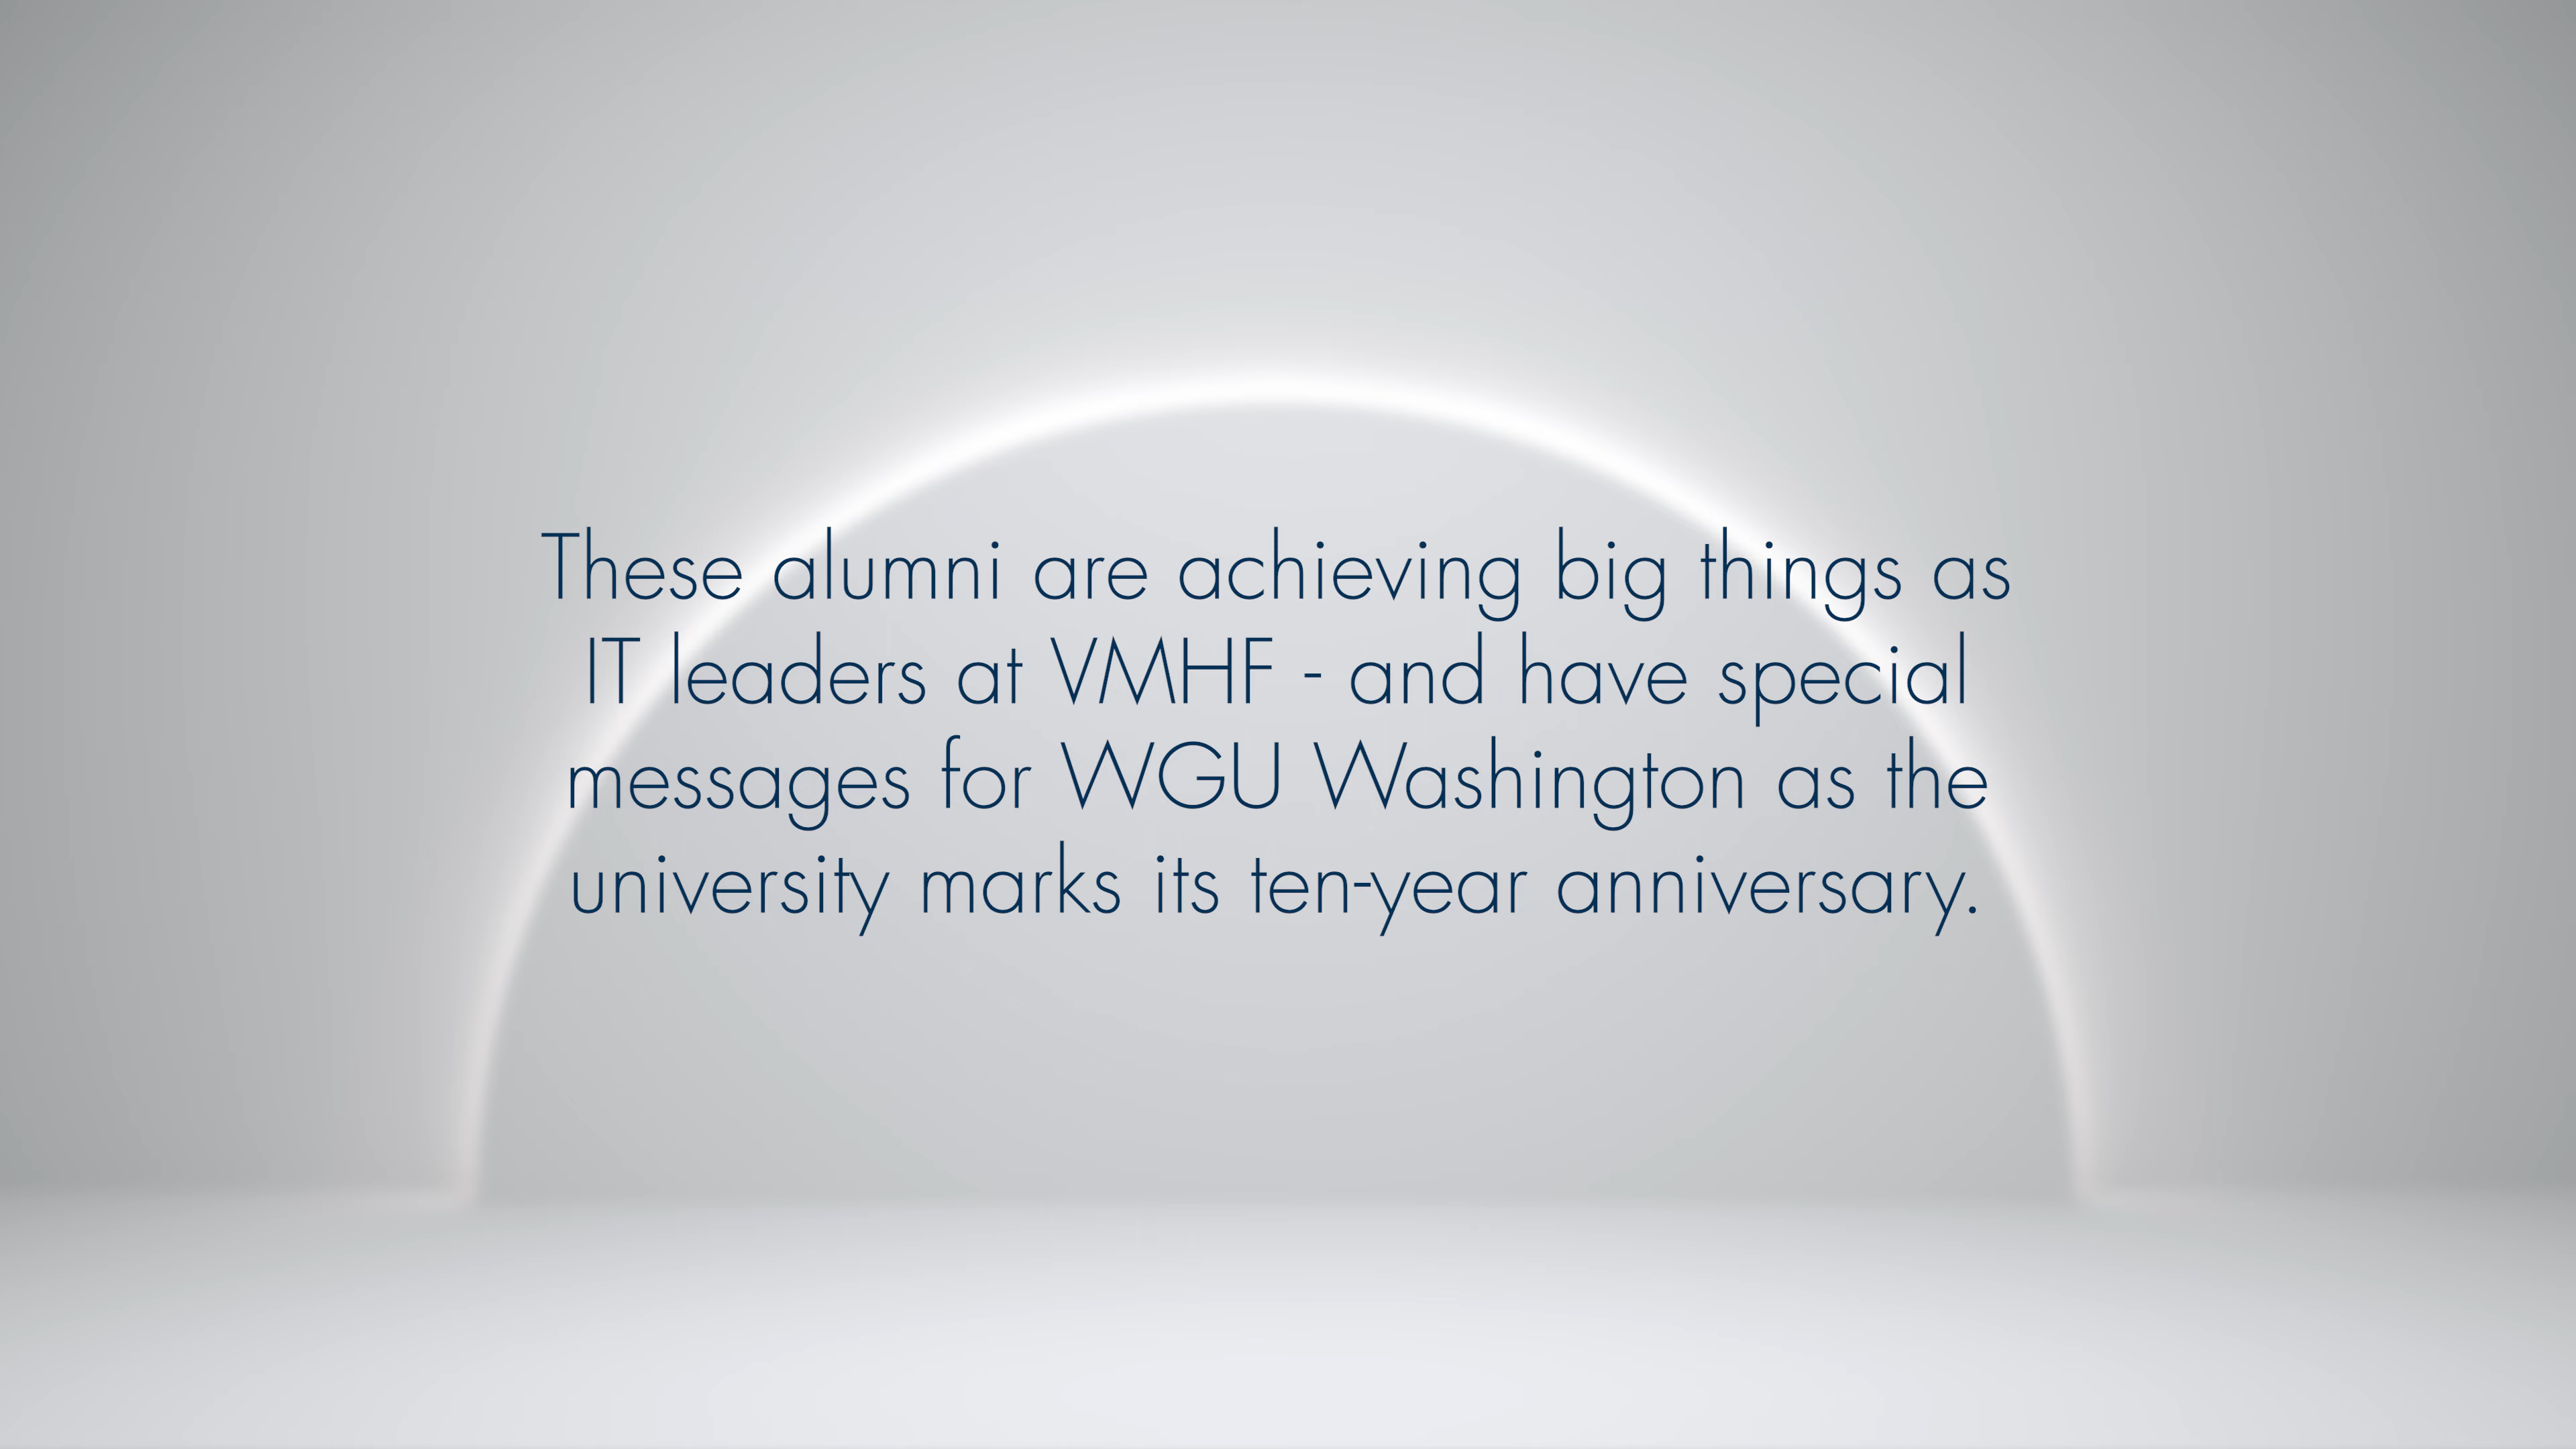 These alumni are achieving big things as
IT leaders at VMHF - and have special
messages for WGU Washington as the
university marks its ten-year anniversary.